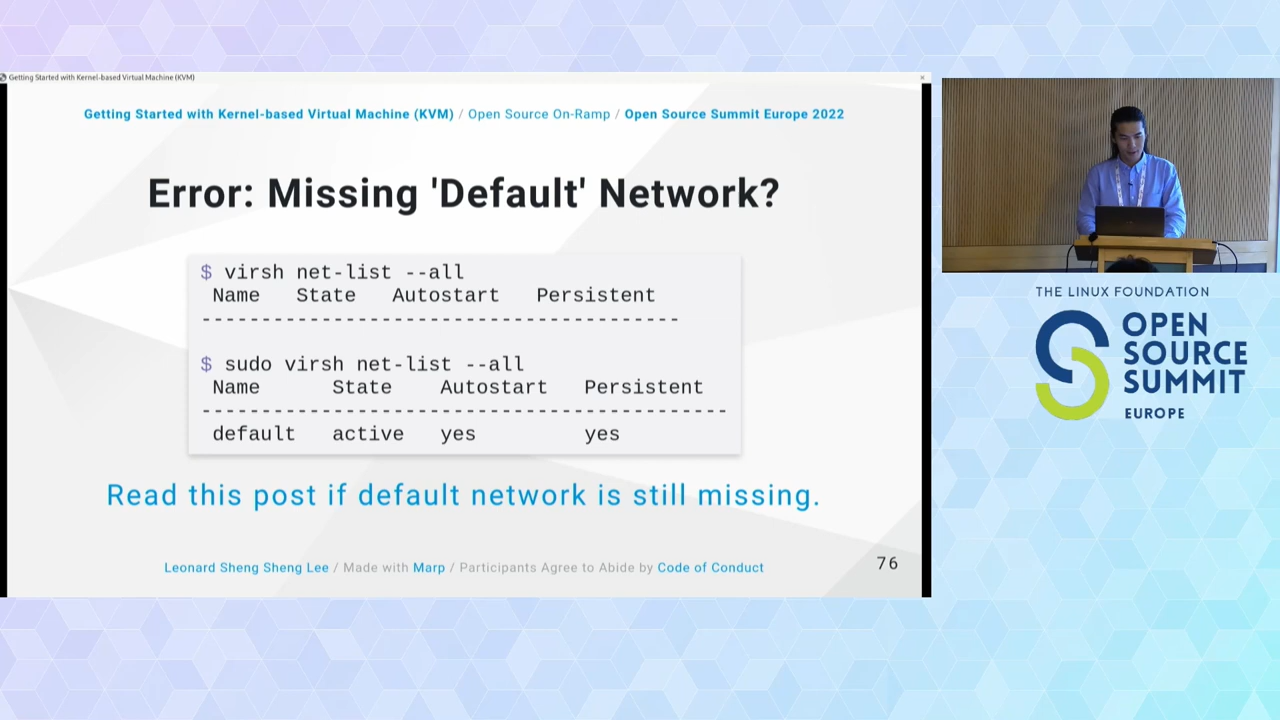 Getting Started with Kernel-based Virtual Machine (KVM)
Getting Started with Kernel-based Virtual Machine (KVM) / Open Source On-Ramp / Open Source Summit Europe 2022
Error: Missing 'Default' Network?
$ virsh net-list --all
Name State Autostart Persistent
----------------------------------------
$ sudo virsh net-list --all
Name State Autostart Persistent
--------------------------------------------
default active yes yes
Read this post if default network is still missing.
Leonard Sheng Sheng Lee / Made with Marp / Participants Agree to Abide by Code of Conduct
76
THE LINUX FOUNDATION
OPEN
SOURCE
SUMMIT
EUROPE